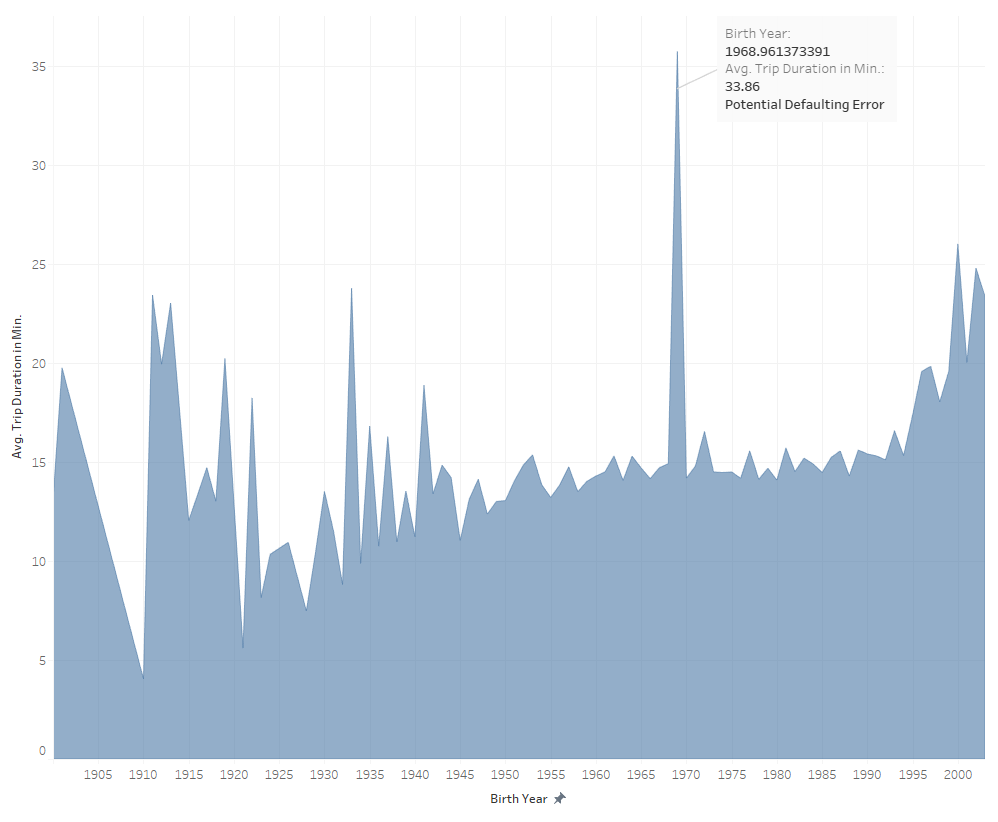 Birth Year:
1968.961373391
Avg. Trip Duration in Min.:
33.86
Potential Defaulting Error
Avg. Trip Duration in Min.
35
30
25
20
15
10
5
0
1905 1910 1915 1920 1925 1930 1935 1940 1945 1950 1955 1960 1965 1970 1975 1980 1985 1990 1995 2000
Birth Year